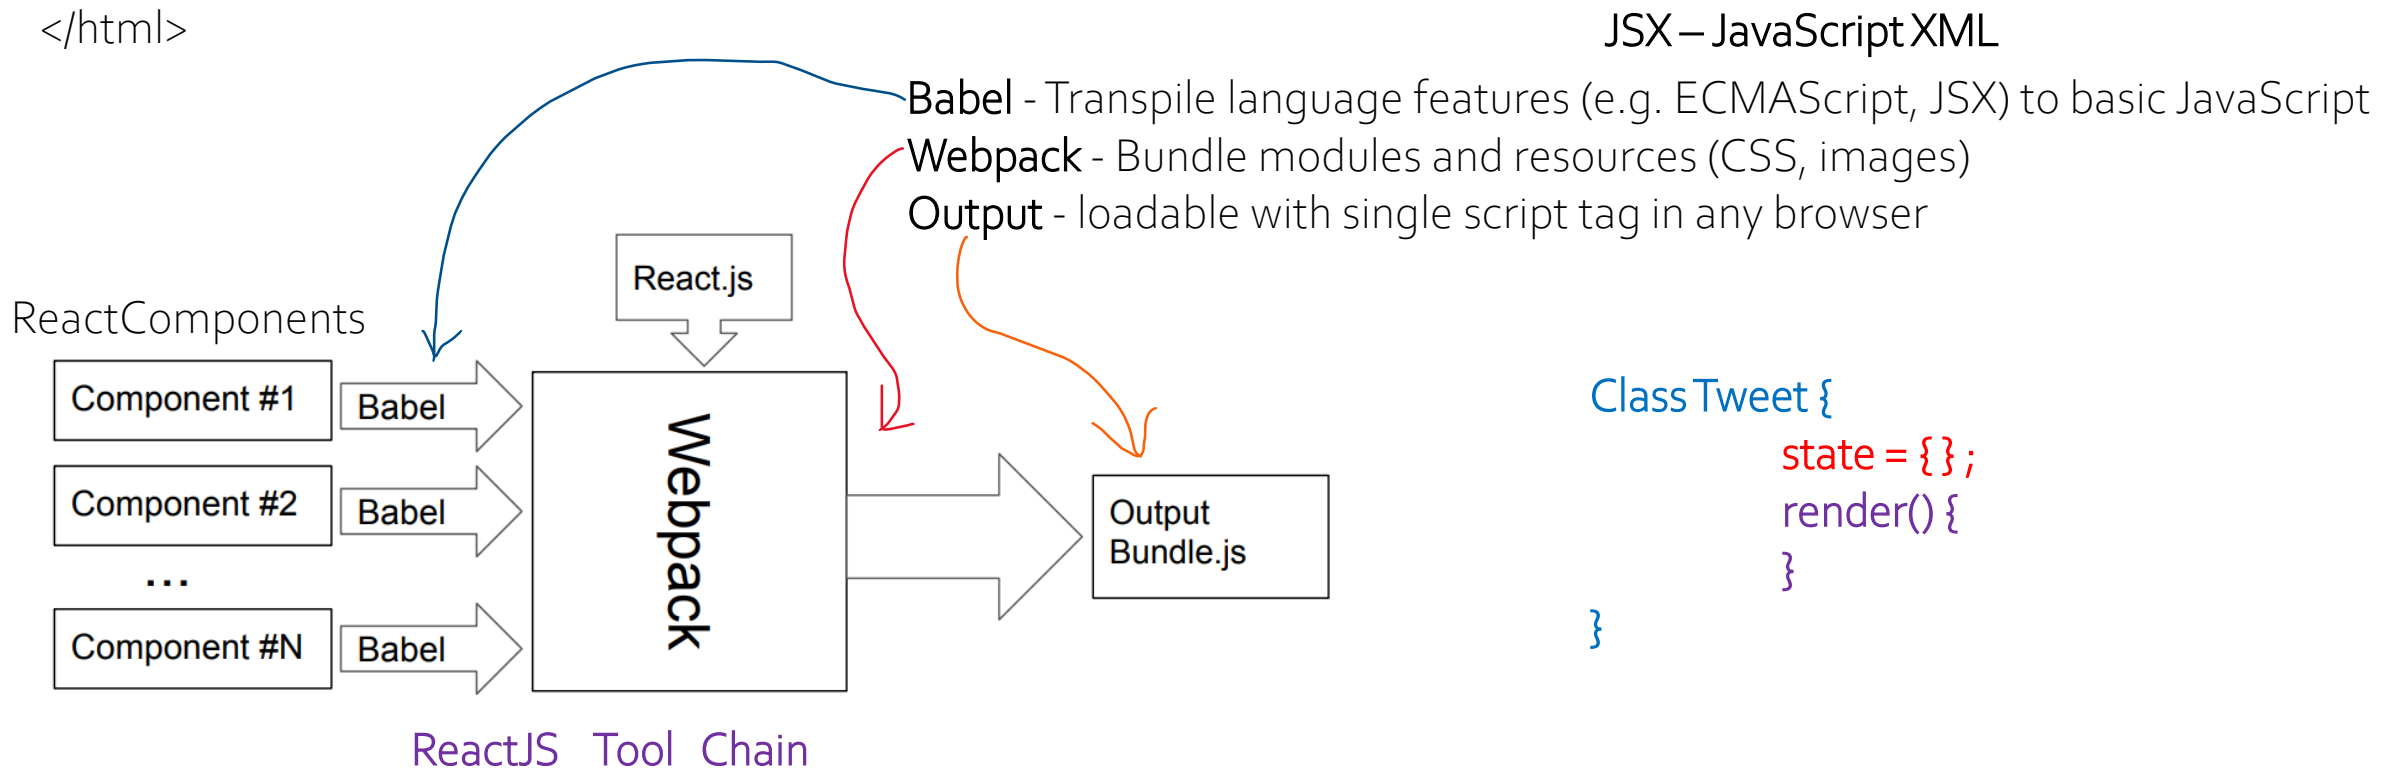 </html>
JSX – JavaScript XML
Babel - Transpile language features (e.g. ECMAScript, JSX) to basic JavaScript
Webpack - Bundle modules and resources (CSS, images)
Output - loadable with single script tag in any browser
React.js
ReactComponents
Component #1
Babel
Component #2
Babel
...
Component #N
Babel
Webpack
Output
Bundle.js
Class Tweet {
state = { } ;
render() {
}
}
ReactJS Tool Chain